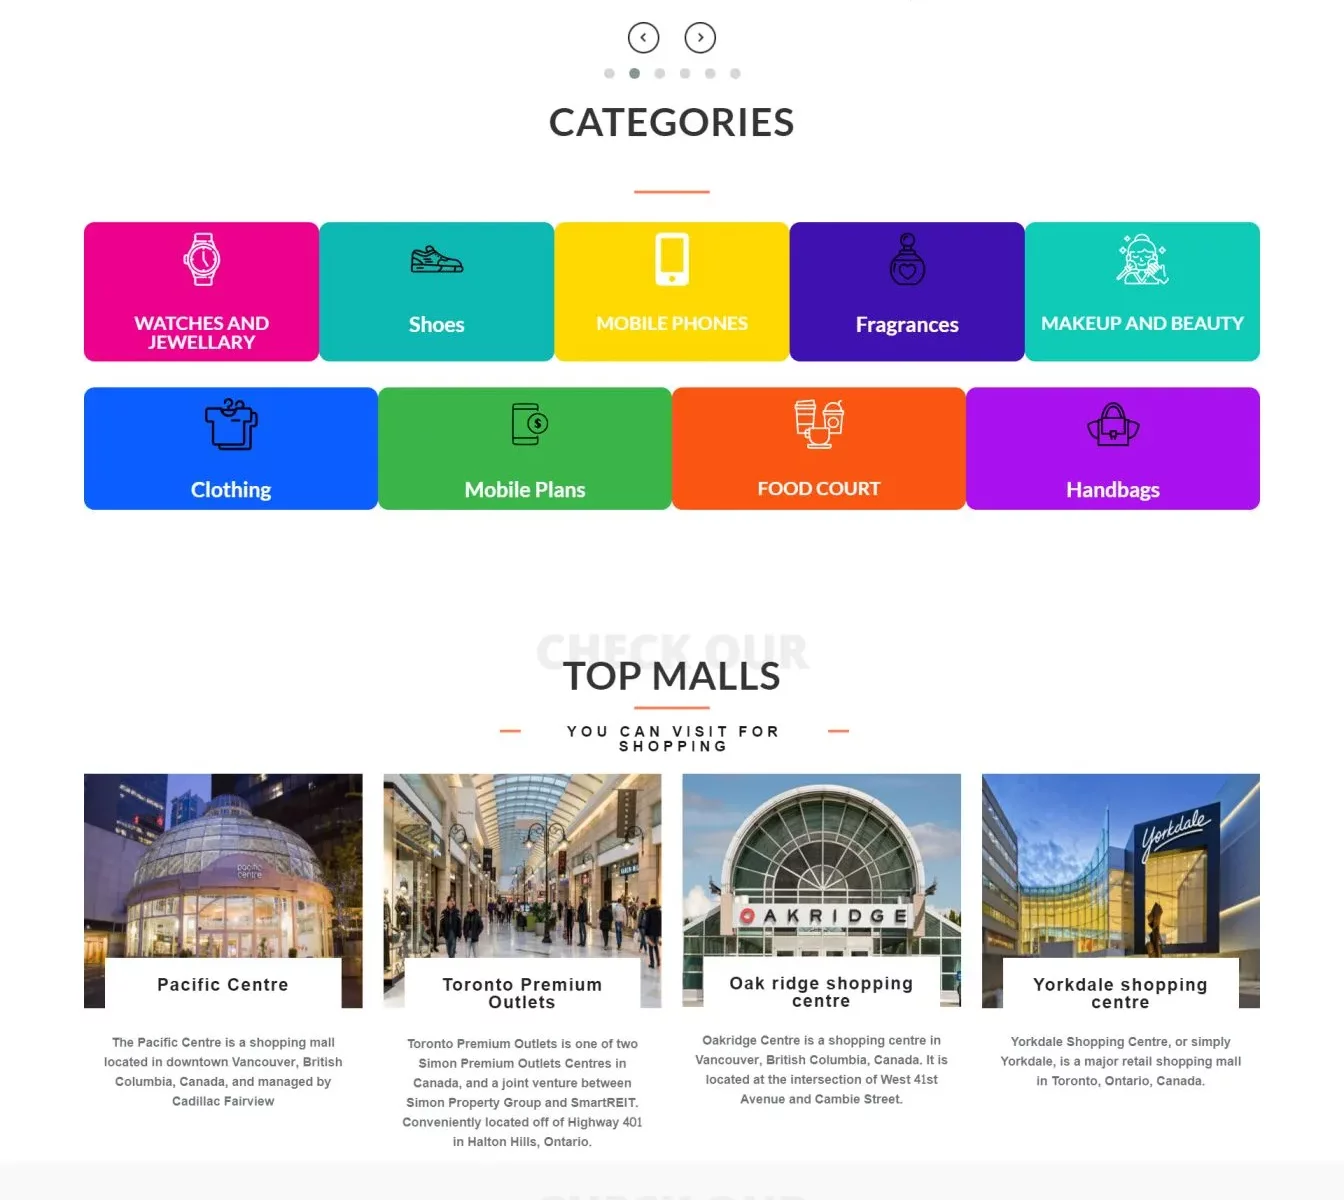 CATEGORIES
WATCHES AND
JEWELLARY
Shoes
MOBILE PHONES
Fragrances
MAKEUP AND BEAUTY
$
Clothing
Mobile Plans
FOOD COURT
Handbags
CHECK OUR
TOP MALLS
YOU CAN VISIT FOR
SHOPPING
pacific
centre
Pacific Centre
The Pacific Centre is a shopping mall
located in downtown Vancouver, British
Columbia, Canada, and managed by
Cadillac Fairview
Toronto Premium
Outlets
Toronto Premium Outlets is one of two
Simon Premium Outlets Centres in
Canada, and a joint venture between
Simon Property Group and SmartREIT.
Conveniently located off of Highway 401
in Halton Hills, Ontario.
OAKRIDGE
Oak ridge shopping
centre
Oakridge Centre is a shopping centre in
Vancouver, British Columbia, Canada. It is
located at the intersection of West 41st
Avenue and Cambie Street.
Yorkdale
Yorkdale shopping
centre
Yorkdale Shopping Centre, or simply
Yorkdale, is a major retail shopping mall
in Toronto, Ontario, Canada.
CHECK OUR